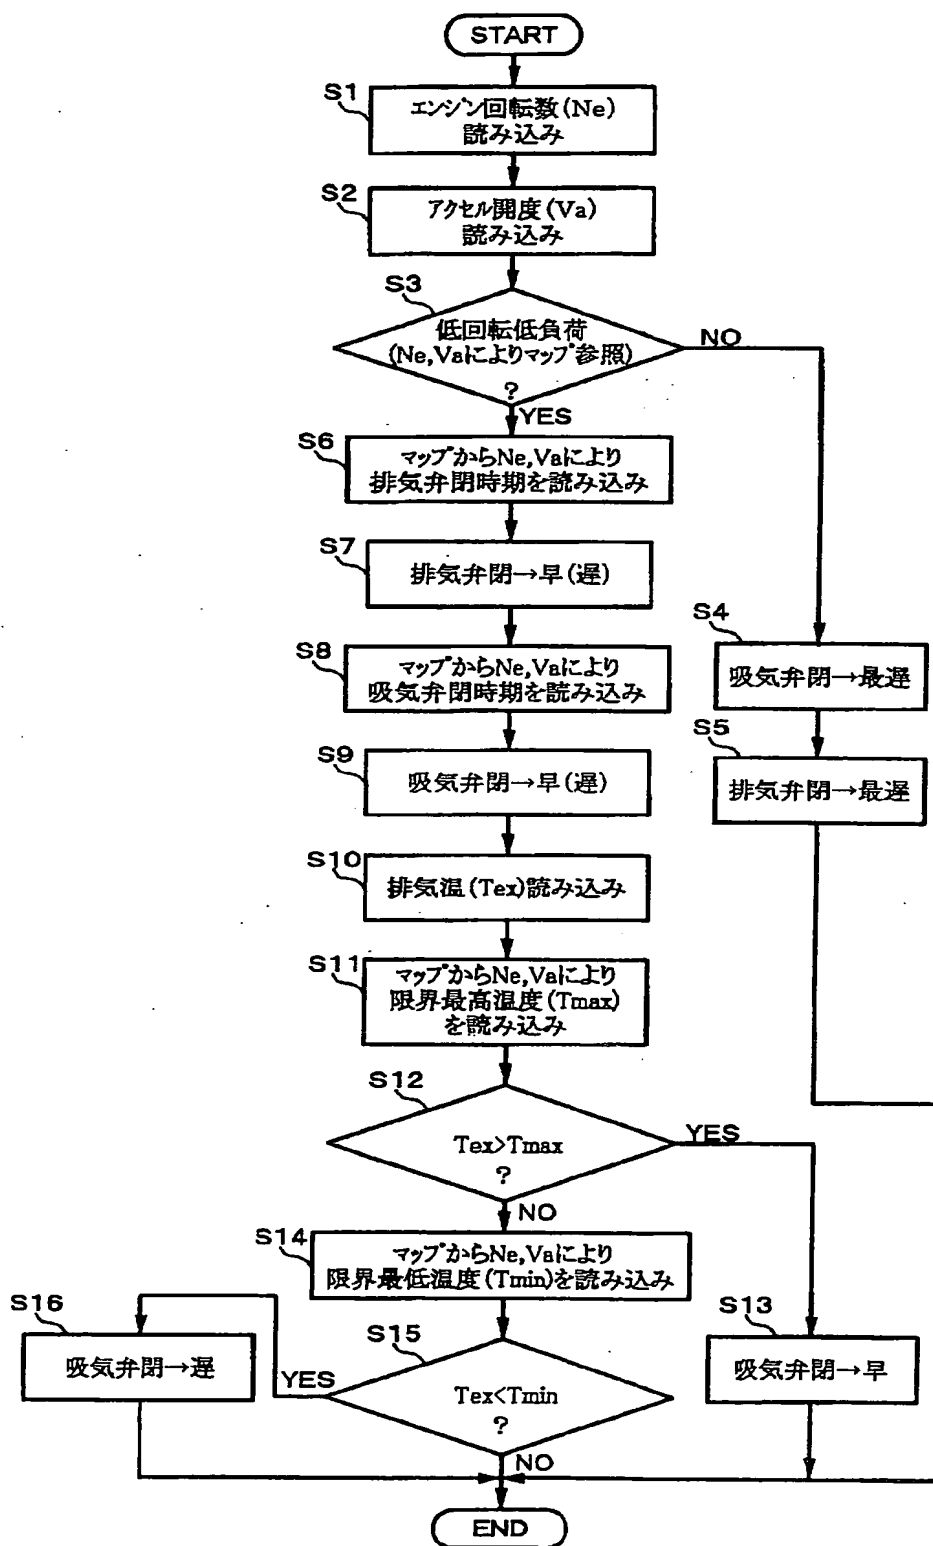 START
S1
エンジン回転数(Ne)
読み込み
S2
アクセル開度(Va)
読み込み
S3
低回転低負荷
(Ne,Vaによりマップ参照)
?
NO
YES
S6
マップからNe,Vaにより
排気弁閉時期を読み込み
S7
排気弁閉→早(遅)
S8
マップからNe,Vaにより
吸気弁閉時期を読み込み
S9
吸気弁閉→早(遅)
S4
吸気弁閉→最遅
S5
排気弁閉→最遅
S10
排気温(Tex)読み込み
S11
マップからNe,Vaにより
限界最高温度(Tmax)
を読み込み
S12
Tex>Tmax
?
YES
NO
S14
マップからNe,Vaにより
限界最低温度(Tmin)を読み込み
S16
吸気弁閉→遅
S15
YES
Tex<Tmin
?
NO
S13
吸気弁閉→早
END